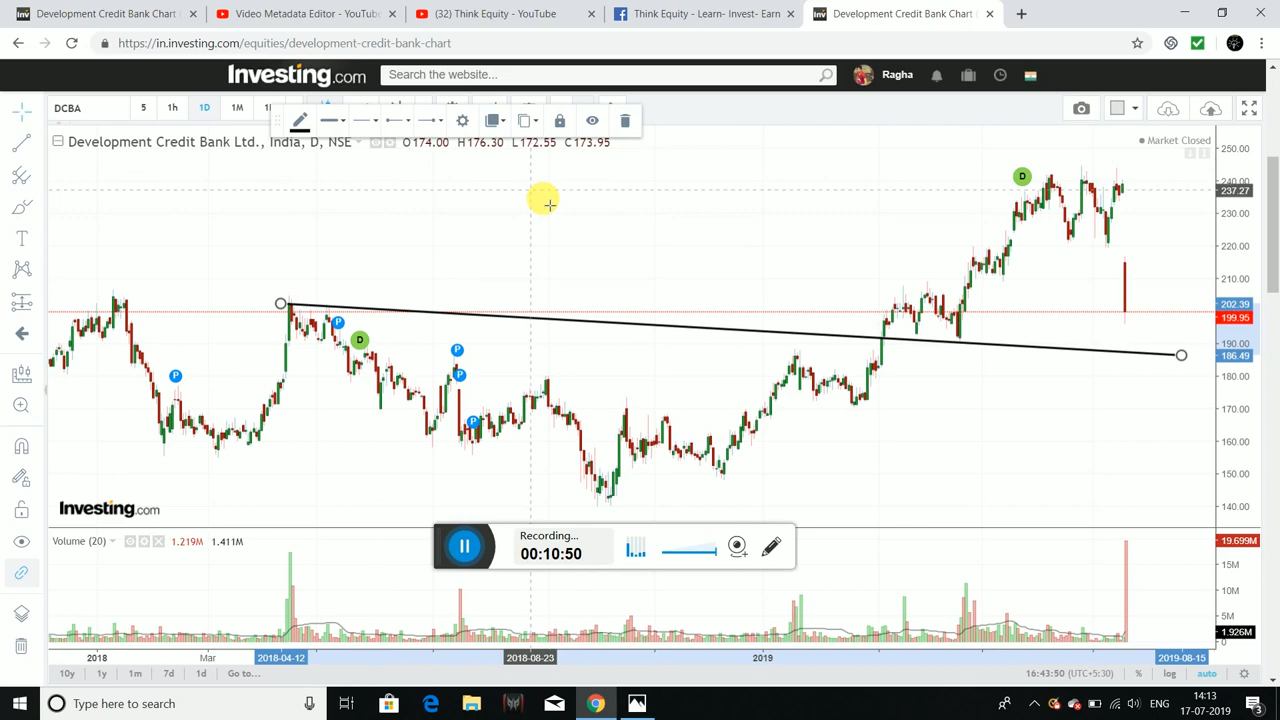 Development Credit Bank Chart (
Video Metadata Editor - YouTube
(32) Think Equity - YouTube
Think Equity - Learn- Invest- Earn
Development Credit Bank Chart (
https://in.investing.com/equities/development-credit-bank-chart
Investing.com
Search the website...
Ragha
DCBA
5
1h
1D
1M
Development Credit Bank Ltd., India, D, NSE
O174.00 H176.30 L172.55 C173.95
Market Closed
250.00
240.00
237.27
230.00
220.00
210.00
202.39
199.95
190.00
186.49
180.00
170.00
160.00
150.00
140.00
D
P
D
P
P
P
P
Investing.com
Recording...
00:10:50
Volume (20)
1.219M 1.411M
19.699M
15M
10M
5M
1.926M
0
2018
Mar
2018-04-12
2018-08-23
2019
2019-08-15
10y
1y
1m
7d
1d
Go to...
16:43:50 (UTC+5:30)
%
log
auto
Type here to search
ENG
14:13
17-07-2019
3